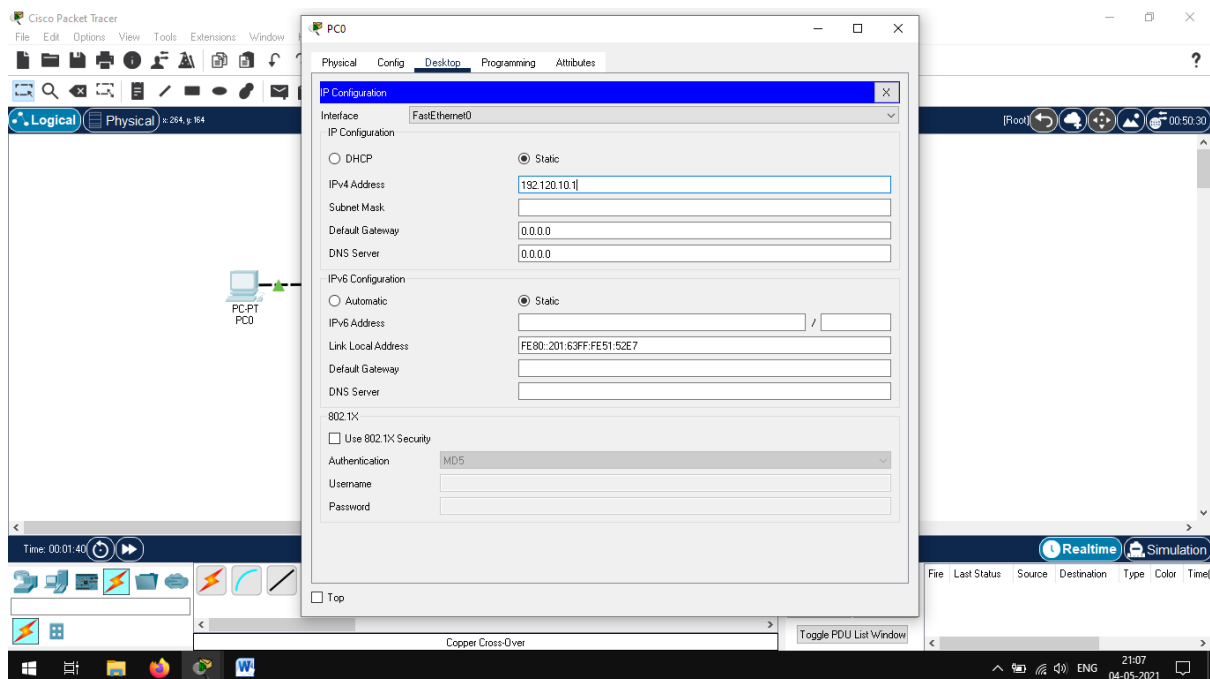 Cisco Packet Tracer
File Edit Options View Tools Extensions Window
PC0
Physical Config Desktop Programming Attributes
IP Configuration X
Interface FastEthernet0
IP Configuration
DHCP Static
IPv4 Address 192.120.10.1
Subnet Mask
Default Gateway 0.0.0.0
DNS Server 0.0.0.0
IPv6 Configuration
Automatic Static
IPv6 Address /
Link Local Address FE80::201:63FF:FE51:52E7
Default Gateway
DNS Server
802.1X
Use 802.1X Security
Authentication MD5
Username
Password
Top
?
Logical Physical x: 264, y: 164
[Root] 00:50:30
PC-PT
PC0
Time: 00:01:40
Realtime Simulation
Fire Last Status Source Destination Type Color Time(
Copper Cross-Over
Toggle PDU List Window
W
ENG
21:07
04-05-2021